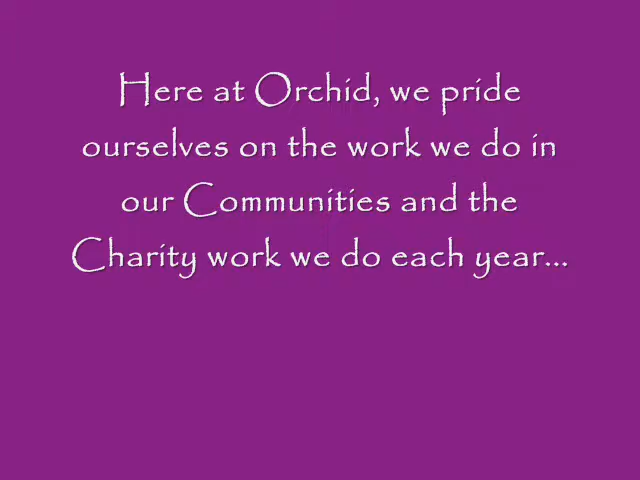 Here at Orchid, we pride
ourselves on the work we do in
our Communities and the
Charity work we do each year...